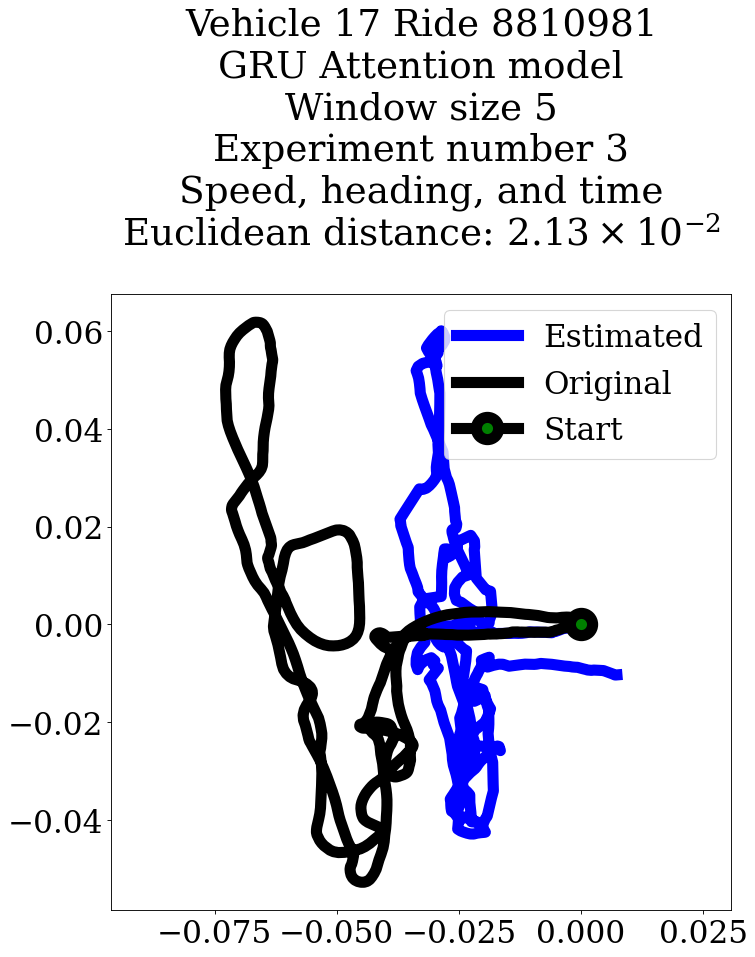 Vehicle 17 Ride 8810981
GRU Attention model
Window size 5
Experiment number 3
Speed, heading, and time
Euclidean distance: 2.13 × 10⁻²
Estimated
Original
Start
0.06
0.04
0.02
0.00
−0.02
−0.04
−0.075 −0.050 −0.025 0.000 0.025